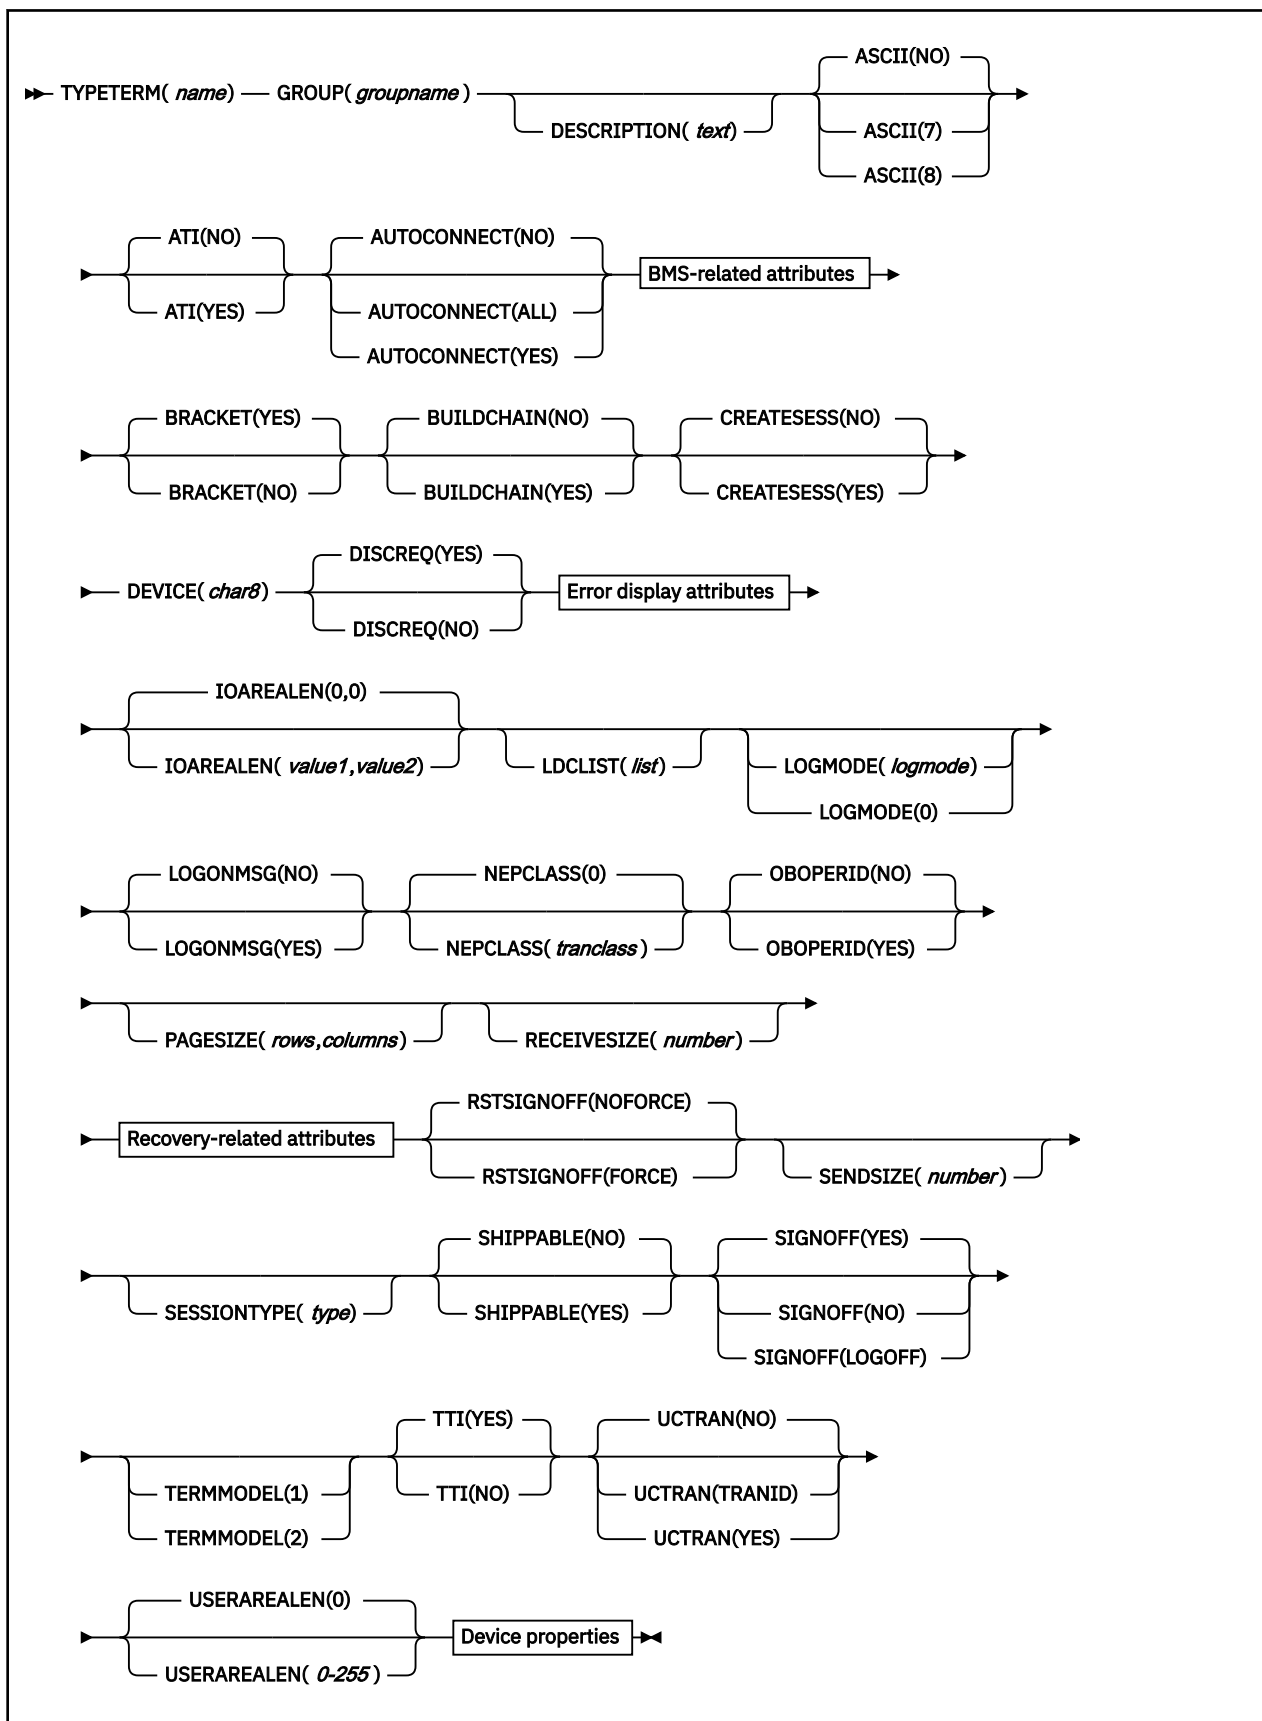 ASCII(NO)
TYPETERM( name) GROUP( groupname )
DESCRIPTION( text) ASCII(7)
ASCII(8)
ATI(NO) AUTOCONNECT(NO)
BMS-related attributes
ATI(YES) AUTOCONNECT(ALL)
AUTOCONNECT(YES)
BRACKET(YES) BUILDCHAIN(NO) CREATESESS(NO)
BRACKET(NO) BUILDCHAIN(YES) CREATESESS(YES)
DISCREQ(YES)
DEVICE( char8) Error display attributes
DISCREQ(NO)
IOAREALEN(0,0)
IOAREALEN( value1,value2) LDCLIST( list) LOGMODE( logmode)
LOGMODE(0)
LOGONMSG(NO) NEPCLASS(0) OBOPERID(NO)
LOGONMSG(YES) NEPCLASS( tranclass ) OBOPERID(YES)
PAGESIZE( rows,columns) RECEIVESIZE( number )
RSTSIGNOFF(NOFORCE)
Recovery-related attributes
RSTSIGNOFF(FORCE) SENDSIZE( number )
SHIPPABLE(NO) SIGNOFF(YES)
SESSIONTYPE( type) SHIPPABLE(YES) SIGNOFF(NO)
SIGNOFF(LOGOFF)
TTI(YES) UCTRAN(NO)
TERMMODEL(1) TTI(NO) UCTRAN(TRANID)
TERMMODEL(2) UCTRAN(YES)
USERAREALEN(0)
Device properties
USERAREALEN( 0-255 )